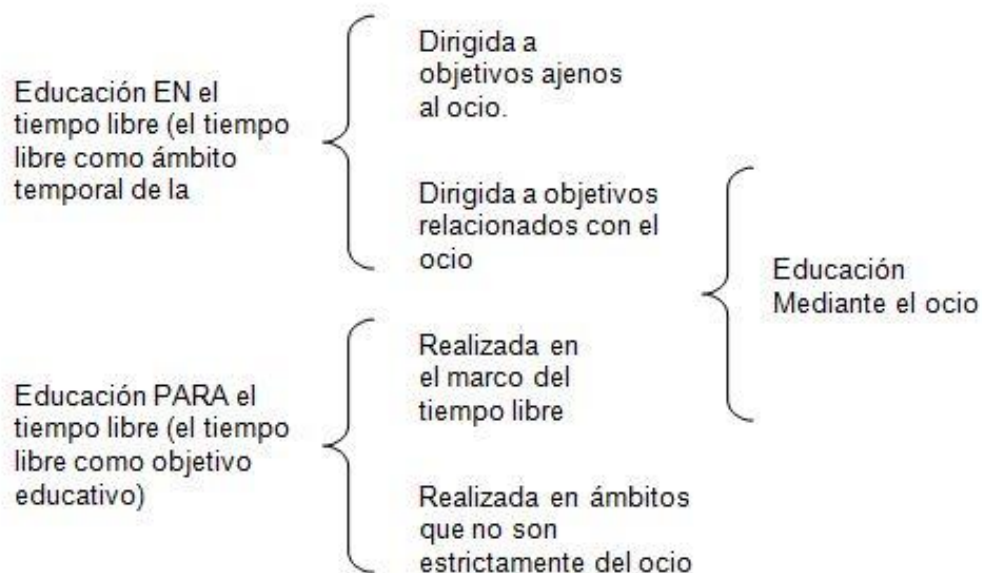 Educación EN el
tiempo libre (el tiempo
libre como ámbito
temporal de la
Dirigida a
objetivos ajenos
al ocio.
Dirigida a objetivos
relacionados con el
ocio
Educación
Mediante el ocio
Educación PARA el
tiempo libre (el tiempo
libre como objetivo
educativo)
Realizada en
el marco del
tiempo libre
Realizada en ámbitos
que no son
estrictamente del ocio